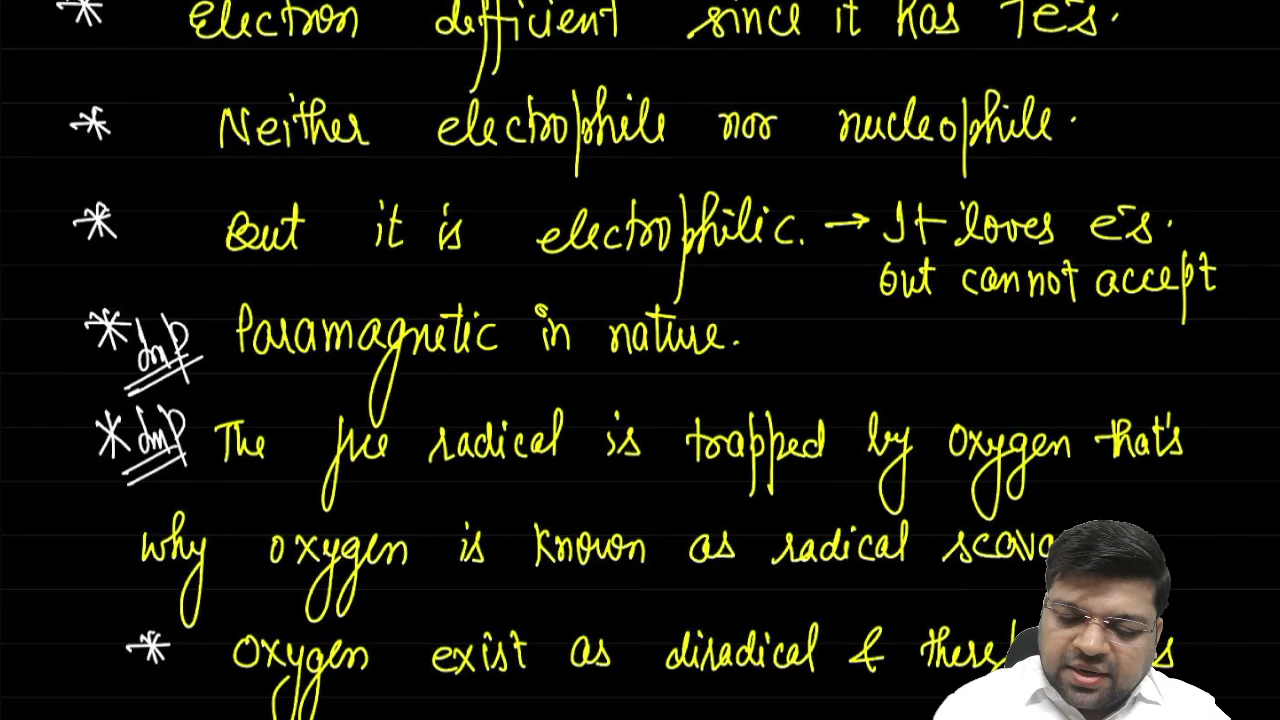 * Electron defficient since it has 7e⁻s.
* Neither electrophile nor nucleophile.
* But it is electrophilic. → It loves e⁻s.
but cannot accept
* Imp Paramagnetic in nature.
* Imp The free radical is trapped by oxygen that's
why oxygen is known as radical
* Oxygen exist as diradical &